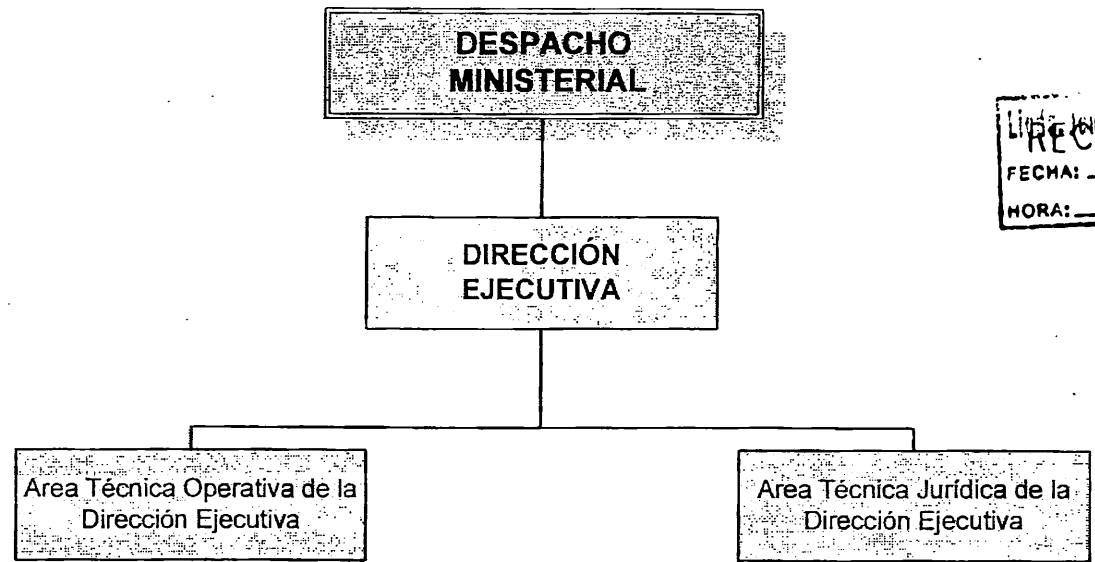 DESPACHO
MINISTERIAL
FECHA:
HORA:
DIRECCIÓN
EJECUTIVA
Area Técnica Operativa de la
Dirección Ejecutiva
Area Técnica Jurídica de la
Dirección Ejecutiva